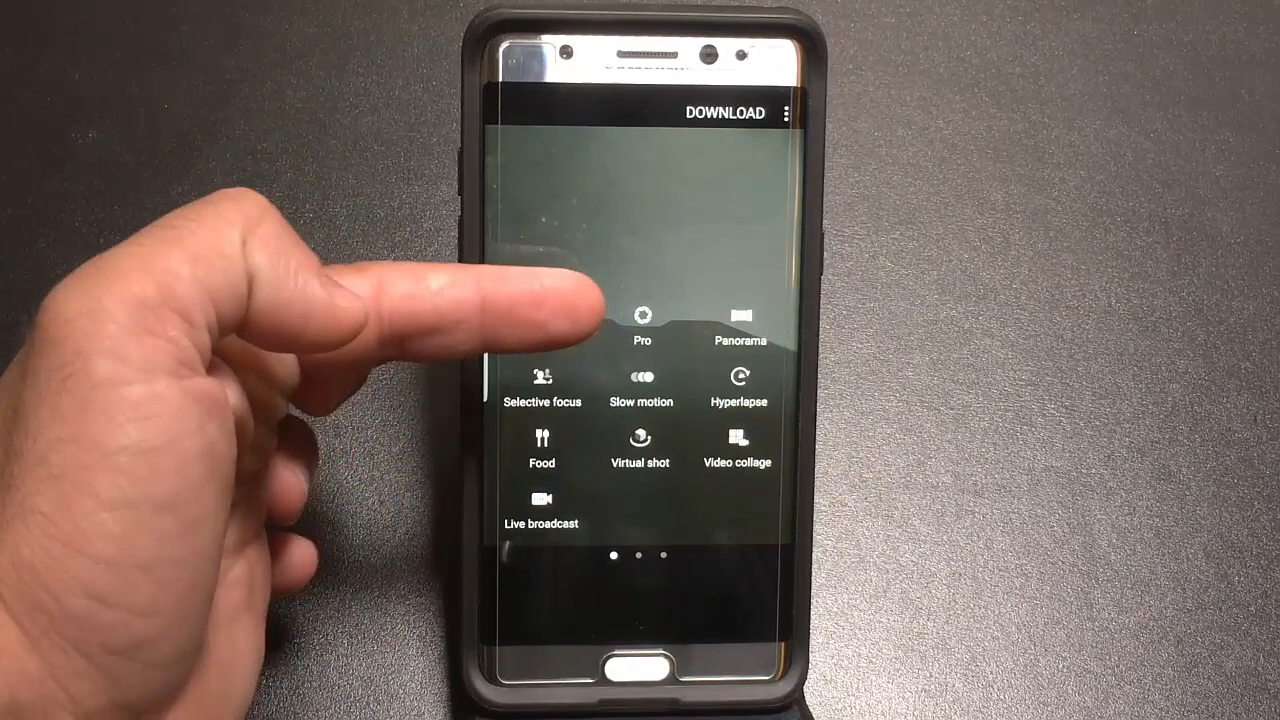 DOWNLOAD
Pro
Panorama
Selective focus
Slow motion
Hyperlapse
Food
Virtual shot
Video collage
Live broadcast